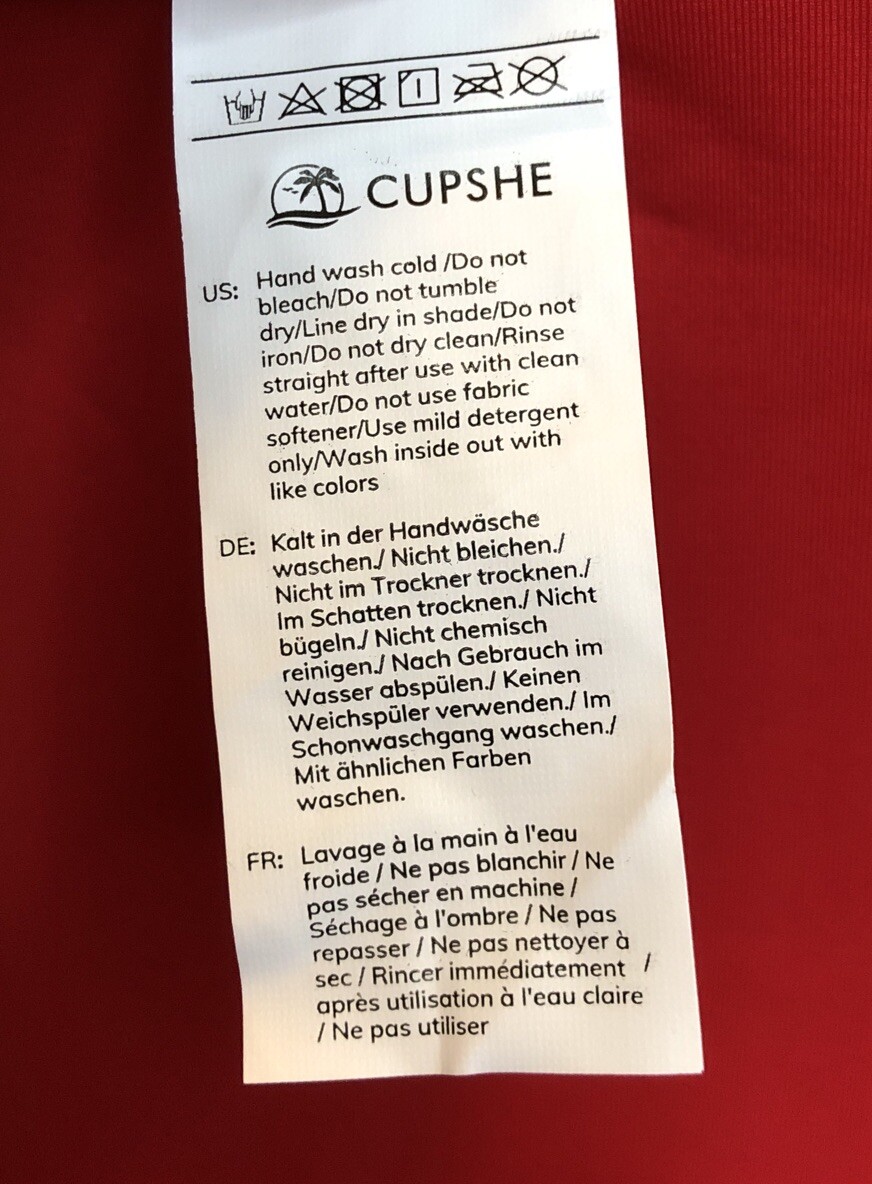 CUPSHE
US: Hand wash cold /Do not
bleach/Do not tumble
dry/Line dry in shade/Do not
iron/Do not dry clean/Rinse
straight after use with clean
water/Do not use fabric
softener/Use mild detergent
only/Wash inside out with
like colors
DE: Kalt in der Handwäsche
waschen./ Nicht bleichen./
Nicht im Trockner trocknen./
Im Schatten trocknen./ Nicht
bügeln./ Nicht chemisch
reinigen./ Nach Gebrauch im
Wasser abspülen./ Keinen
Weichspüler verwenden./ Im
Schonwaschgang waschen./
Mit ähnlichen Farben
waschen.
FR: Lavage à la main à l'eau
froide / Ne pas blanchir / Ne
pas sécher en machine /
Séchage à l'ombre / Ne pas
repasser / Ne pas nettoyer à
sec / Rincer immédiatement /
après utilisation à l'eau claire
/ Ne pas utiliser